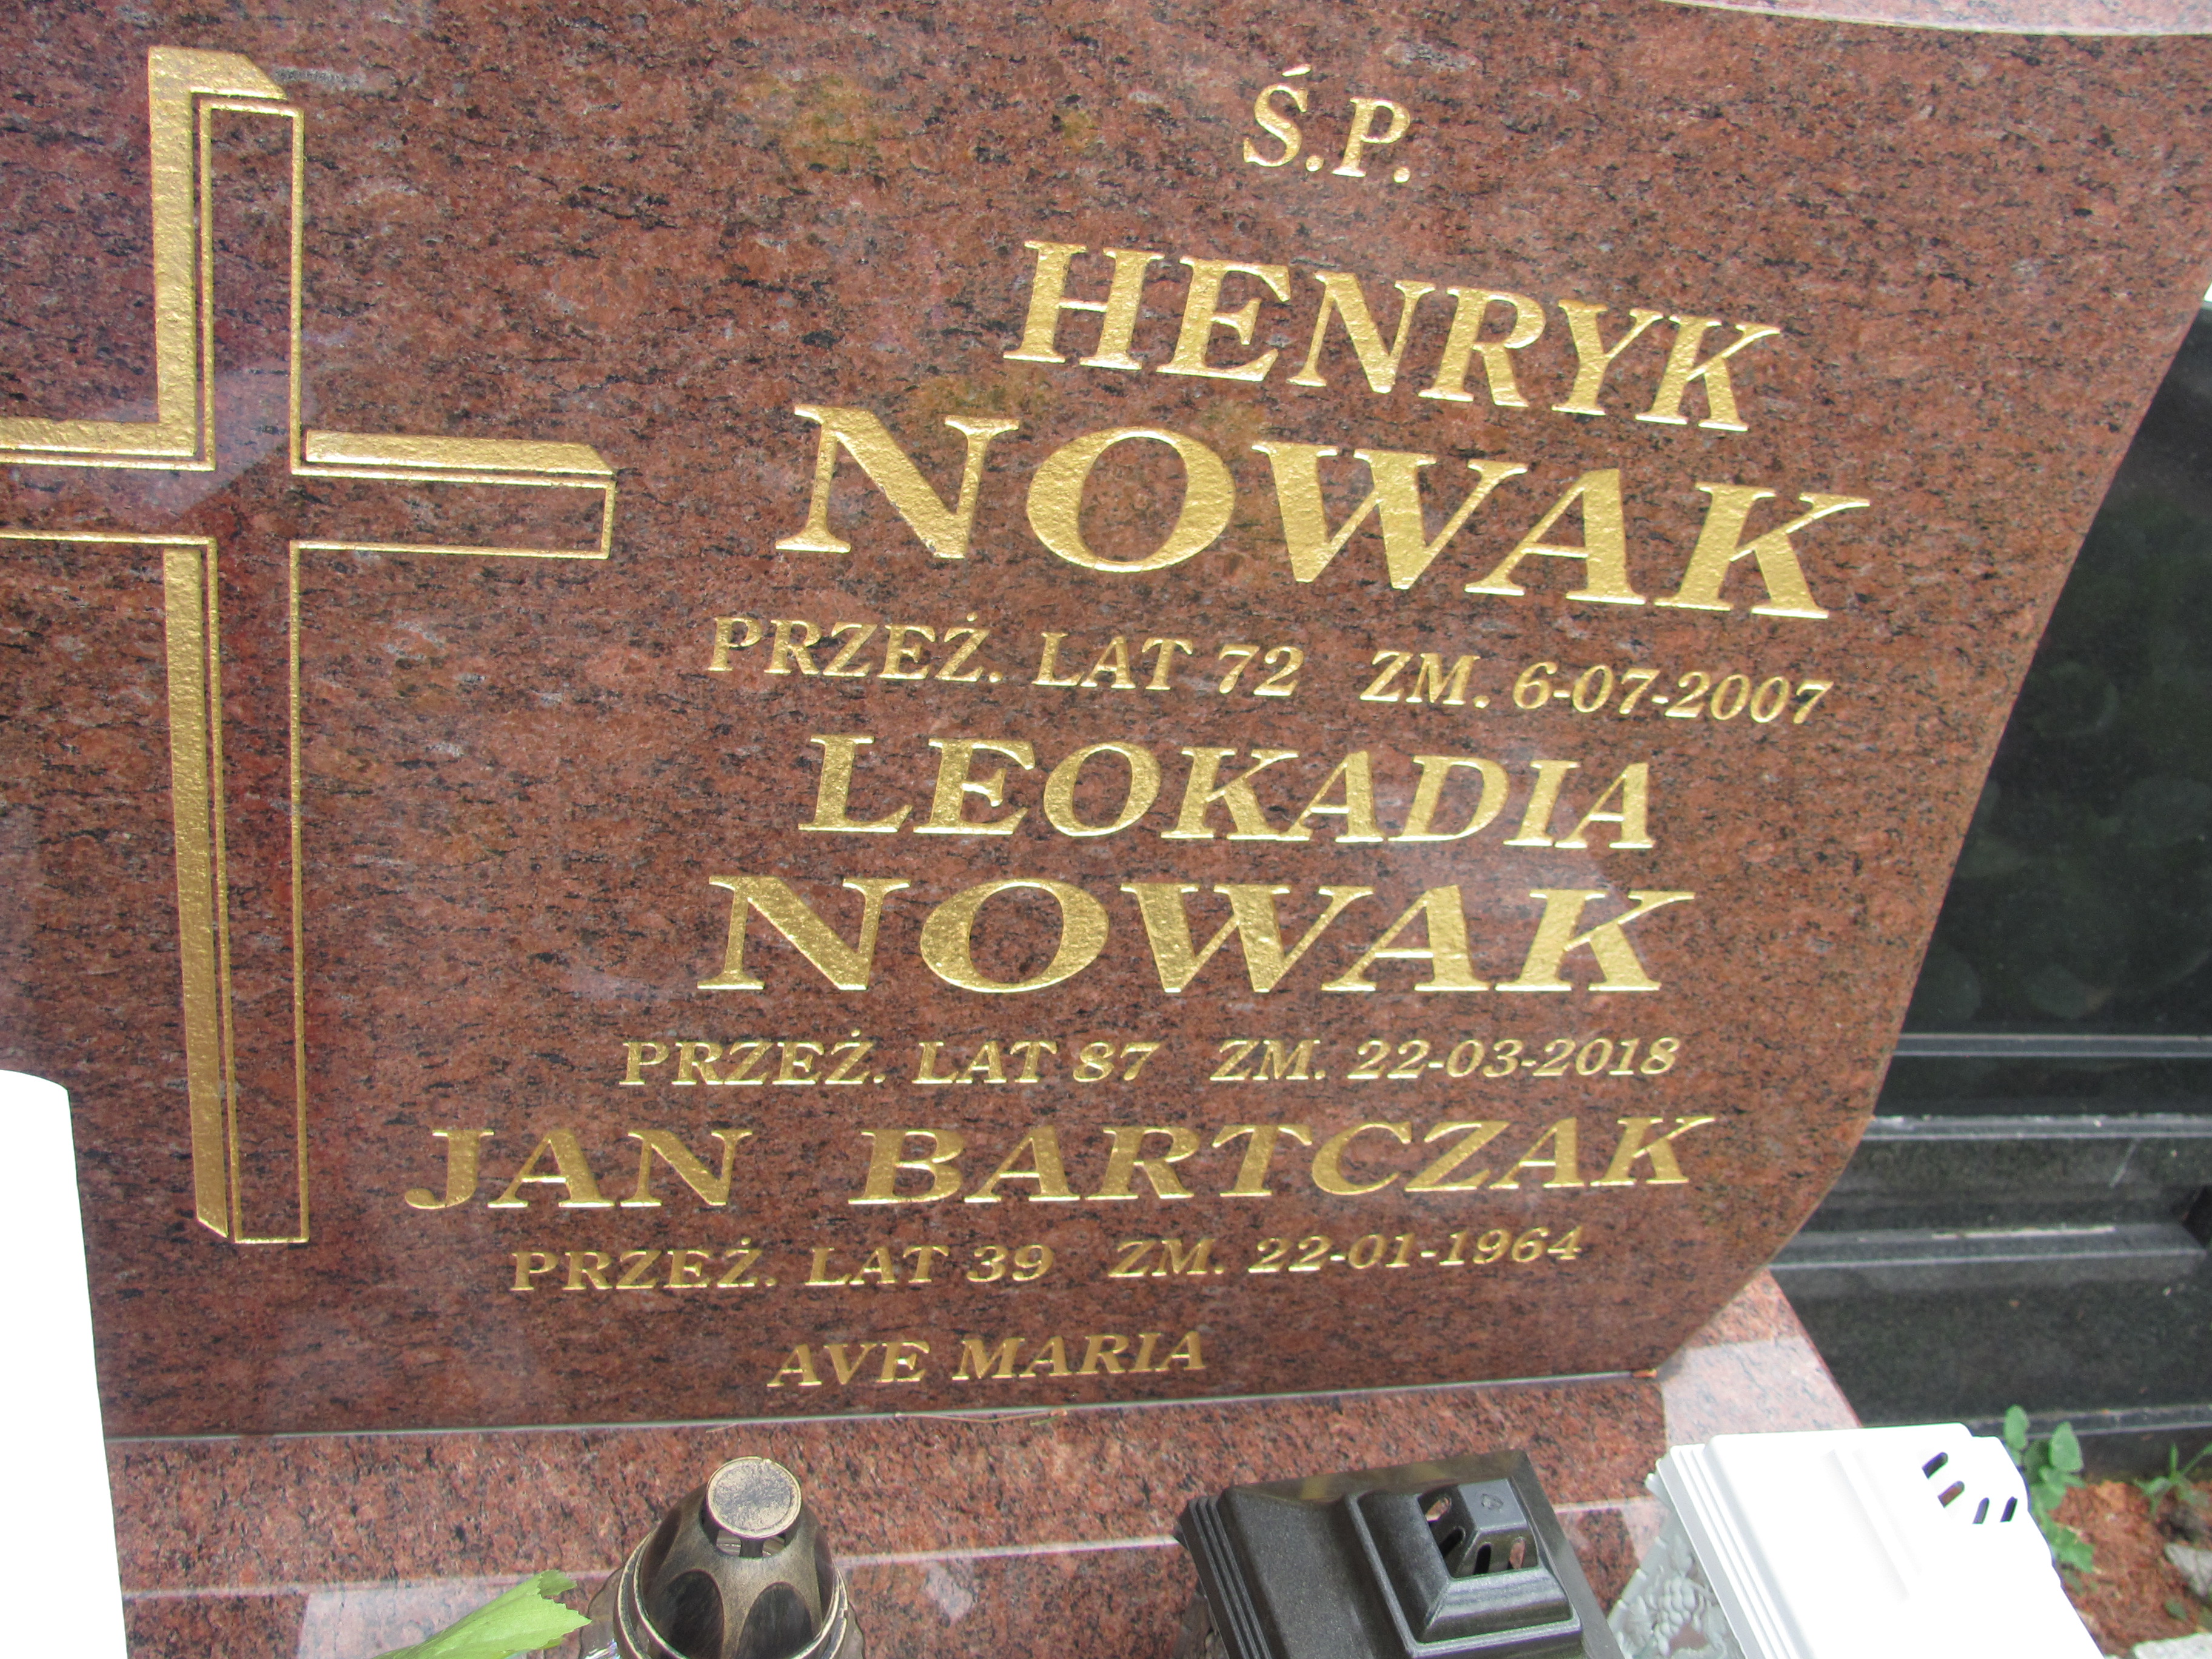 Ś.P.
HENRYK
NOWAK
PRZEŻ. LAT 72 ZM. 6-07-2007
LEOKADIA
NOWAK
PRZEŻ. LAT 87 ZM. 22-03-2018
JAN BARTCZAK
PRZEŻ. LAT 39 ZM. 22-01-1964
AVE MARIA